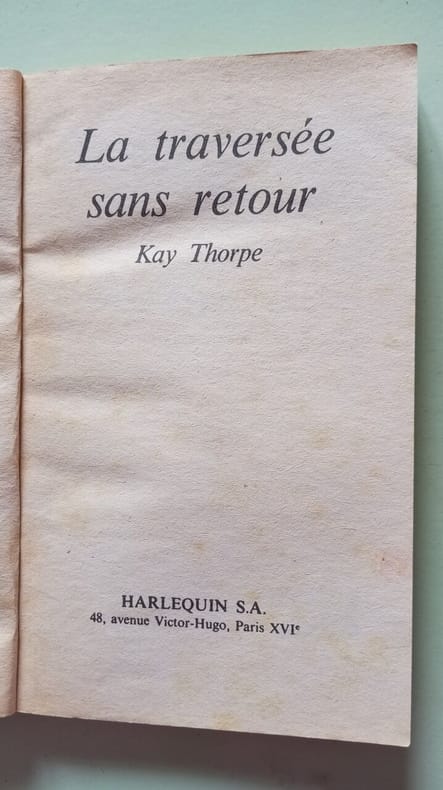 La traversée
sans retour
Kay Thorpe
HARLEQUIN S.A.
48, avenue Victor-Hugo, Paris XVIᵉ